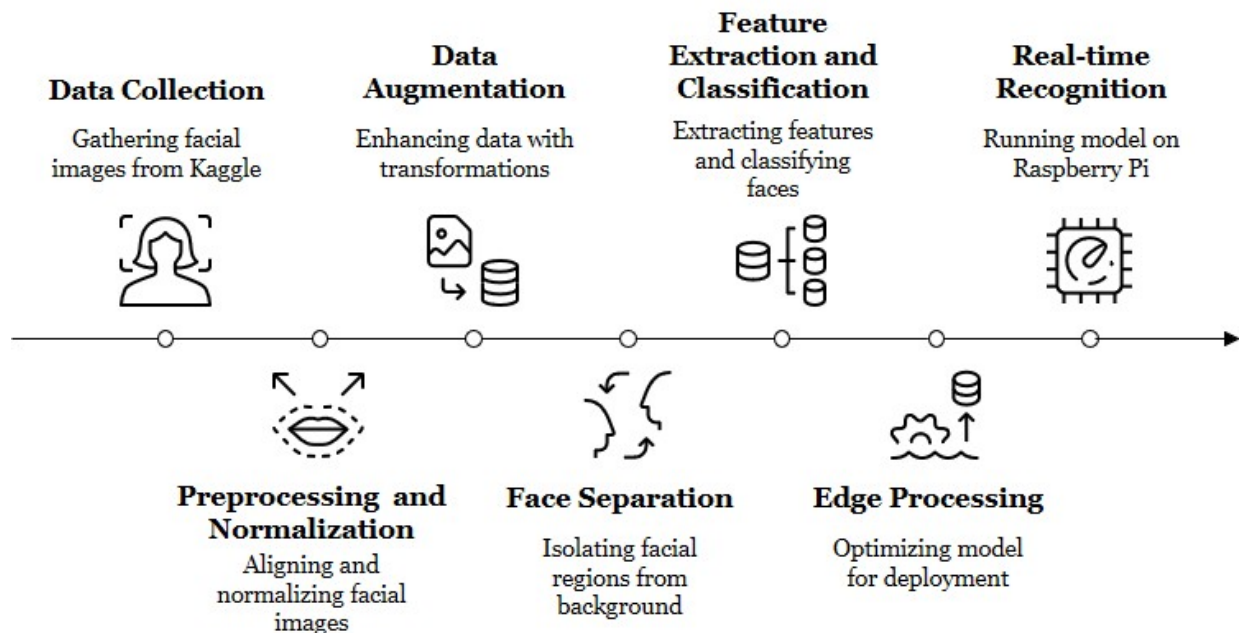 Data Collection
Gathering facial
images from Kaggle
Preprocessing and
Normalization
Aligning and
normalizing facial
images
Data
Augmentation
Enhancing data with
transformations
Face Separation
Isolating facial
regions from
background
Feature
Extraction and
Classification
Extracting features
and classifying
faces
Edge Processing
Optimizing model
for deployment
Real-time
Recognition
Running model on
Raspberry Pi